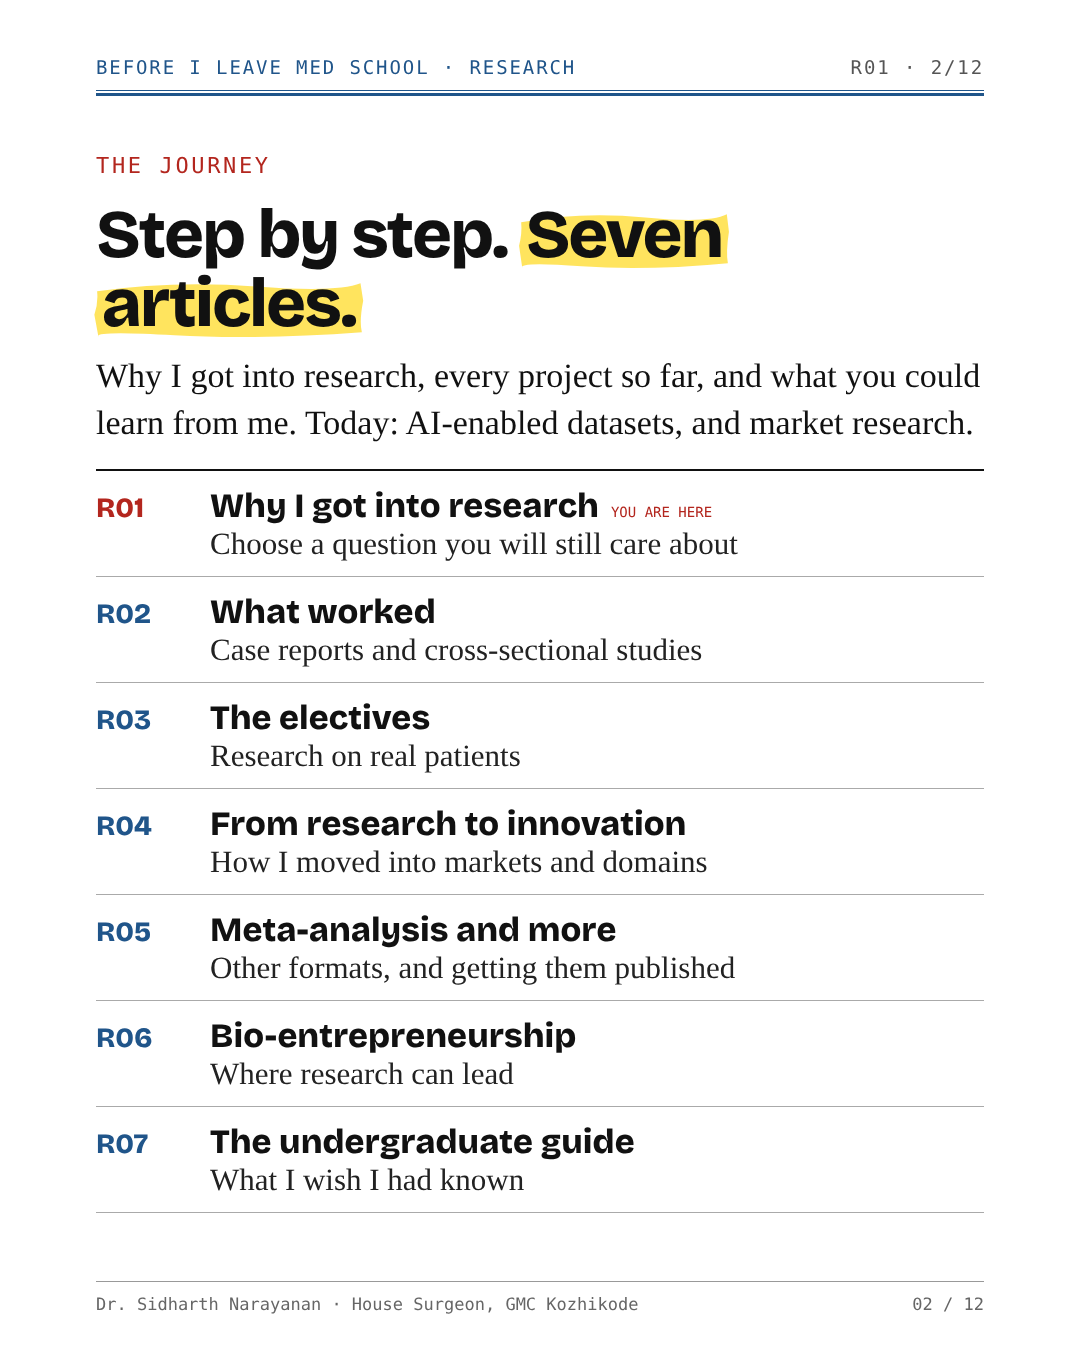 BEFORE I LEAVE MED SCHOOL · RESEARCH
R01 · 2/12
THE JOURNEY
Step by step. Seven
articles.
Why I got into research, every project so far, and what you could
learn from me. Today: AI-enabled datasets, and market research.
R01 Why I got into research YOU ARE HERE
Choose a question you will still care about
R02 What worked
Case reports and cross-sectional studies
R03 The electives
Research on real patients
R04 From research to innovation
How I moved into markets and domains
R05 Meta-analysis and more
Other formats, and getting them published
R06 Bio-entrepreneurship
Where research can lead
R07 The undergraduate guide
What I wish I had known
Dr. Sidharth Narayanan · House Surgeon, GMC Kozhikode
02 / 12